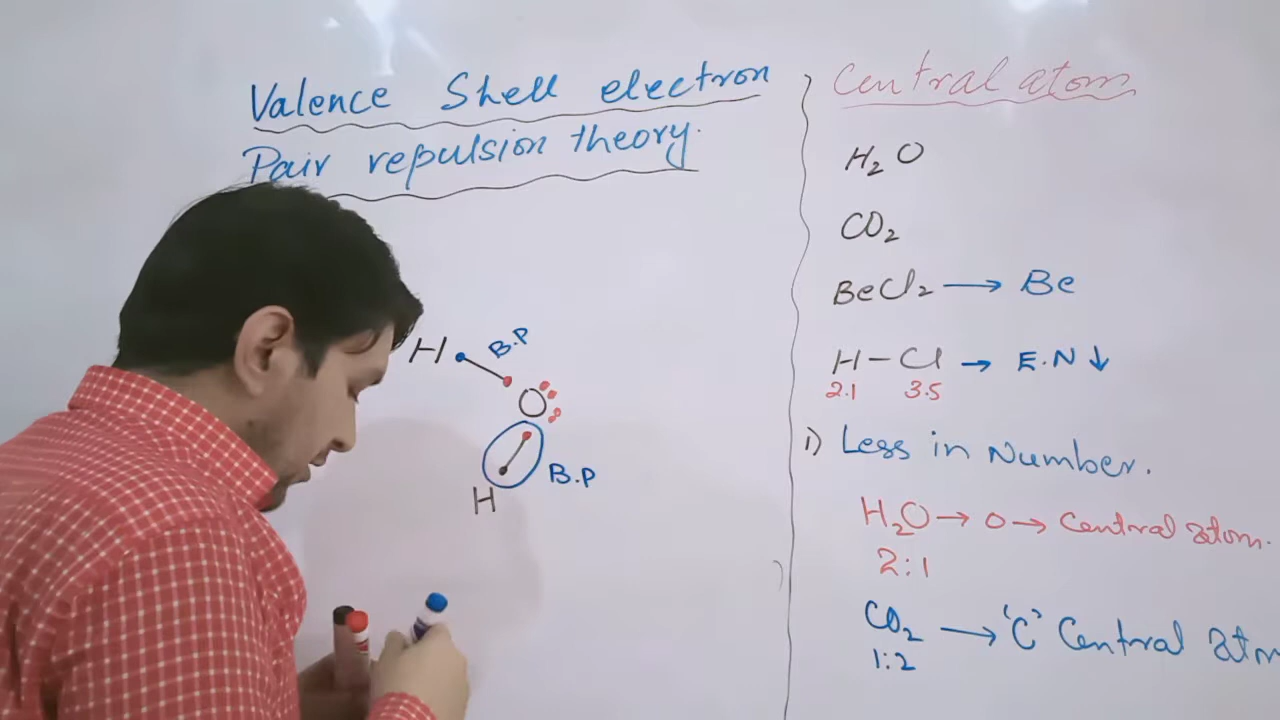 Valence Shell electron
Pair repulsion theory.
H B.P
O
B.P
H
Central atom
H₂O
CO₂
BeCl₂ → Be
H-Cl → E.N ↓
2.1 3.5
i) Less in Number.
H₂O → O → Central atom.
2:1
CO₂ → 'C' Central atm
1:2